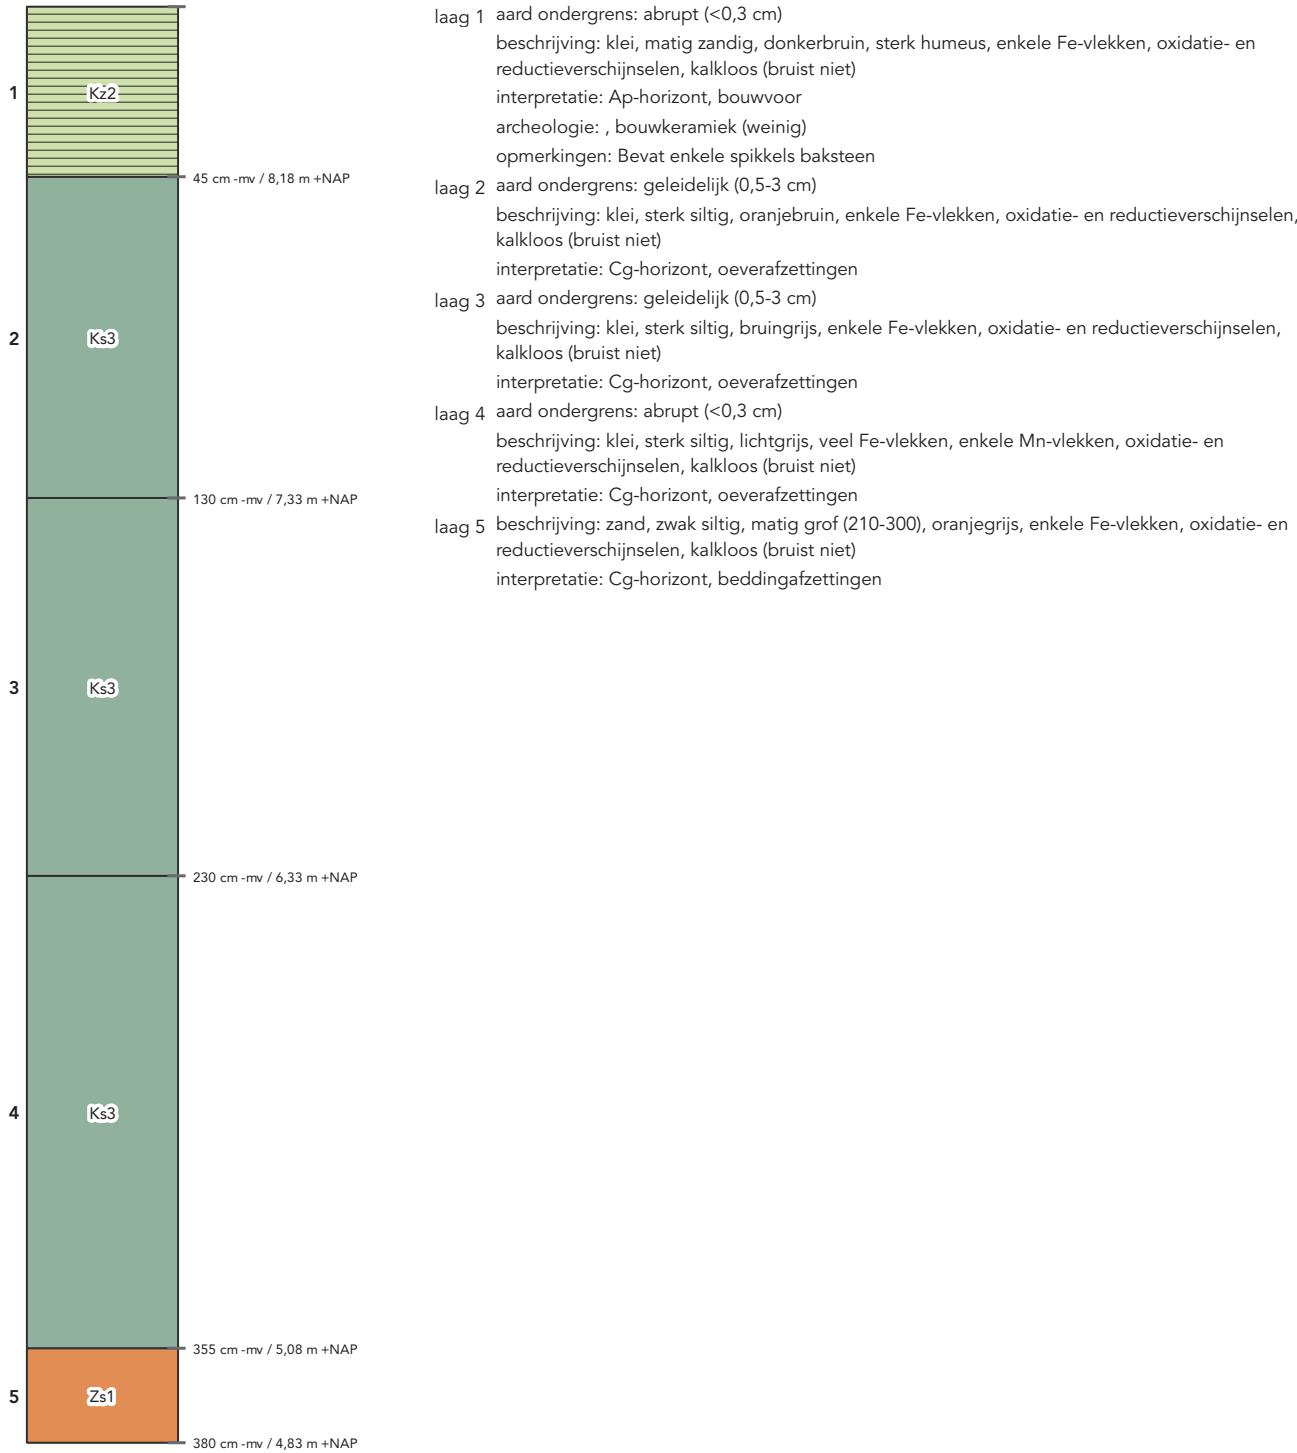 1
Kz2
45 cm -mv / 8,18 m +NAP
2
Ks3
130 cm -mv / 7,33 m +NAP
3
Ks3
230 cm -mv / 6,33 m +NAP
4
Ks3
355 cm -mv / 5,08 m +NAP
5
Zs1
380 cm -mv / 4,83 m +NAP
laag 1 aard ondergrens: abrupt (<0,3 cm)
beschrijving: klei, matig zandig, donkerbruin, sterk humeus, enkele Fe-vlekken, oxidatie- en
reductieverschijnselen, kalkloos (bruist niet)
interpretatie: Ap-horizont, bouwvoor
archeologie: , bouwkeramiek (weinig)
opmerkingen: Bevat enkele spikkels baksteen
laag 2 aard ondergrens: geleidelijk (0,5-3 cm)
beschrijving: klei, sterk siltig, oranjebruin, enkele Fe-vlekken, oxidatie- en reductieverschijnselen,
kalkloos (bruist niet)
interpretatie: Cg-horizont, oeverafzettingen
laag 3 aard ondergrens: geleidelijk (0,5-3 cm)
beschrijving: klei, sterk siltig, bruingrijs, enkele Fe-vlekken, oxidatie- en reductieverschijnselen,
kalkloos (bruist niet)
interpretatie: Cg-horizont, oeverafzettingen
laag 4 aard ondergrens: abrupt (<0,3 cm)
beschrijving: klei, sterk siltig, lichtgrijs, veel Fe-vlekken, enkele Mn-vlekken, oxidatie- en
reductieverschijnselen, kalkloos (bruist niet)
interpretatie: Cg-horizont, oeverafzettingen
laag 5 beschrijving: zand, zwak siltig, matig grof (210-300), oranjegrijs, enkele Fe-vlekken, oxidatie- en
reductieverschijnselen, kalkloos (bruist niet)
interpretatie: Cg-horizont, beddingafzettingen